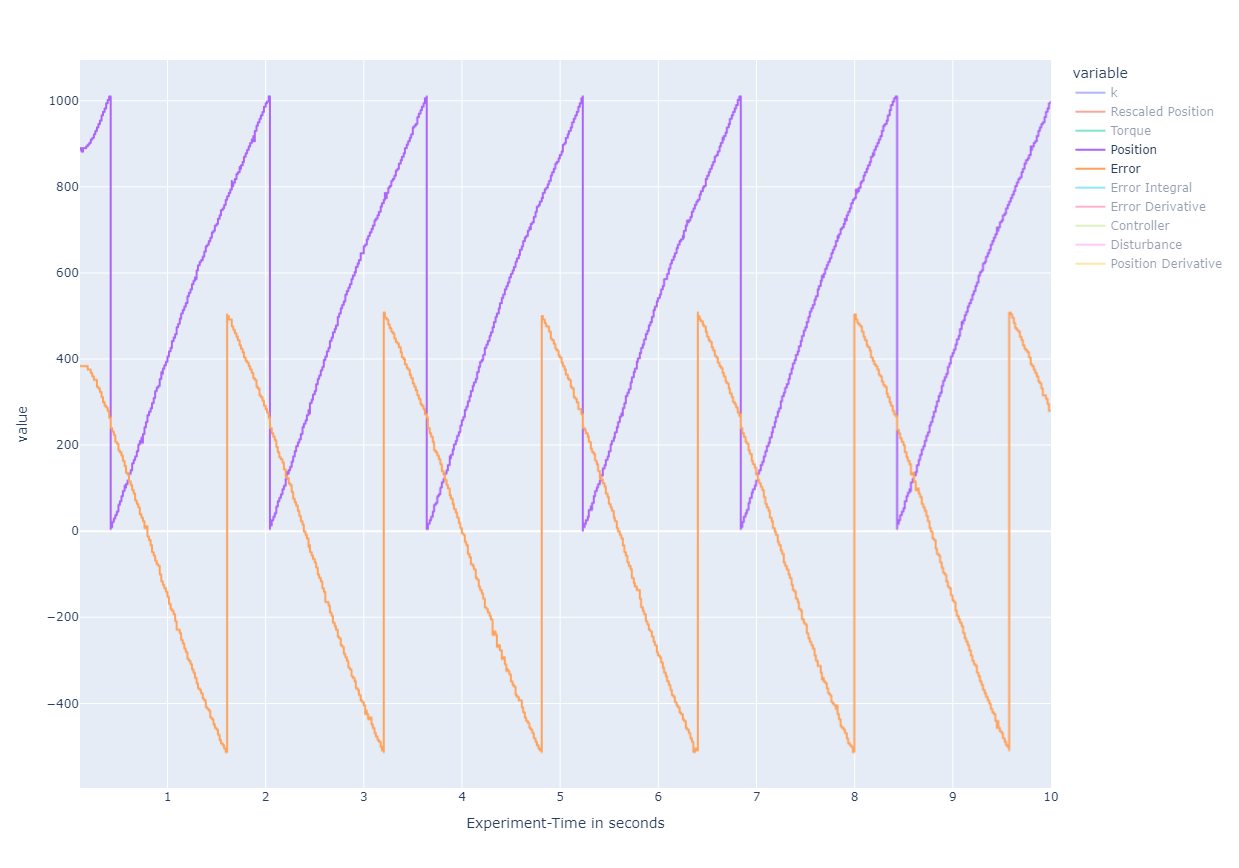 variable
k
Rescaled Position
Torque
Position
Error
Error Integral
Error Derivative
Controller
Disturbance
Position Derivative
1000
800
600
400
200
0
−200
−400
value
1 2 3 4 5 6 7 8 9 10
Experiment-Time in seconds